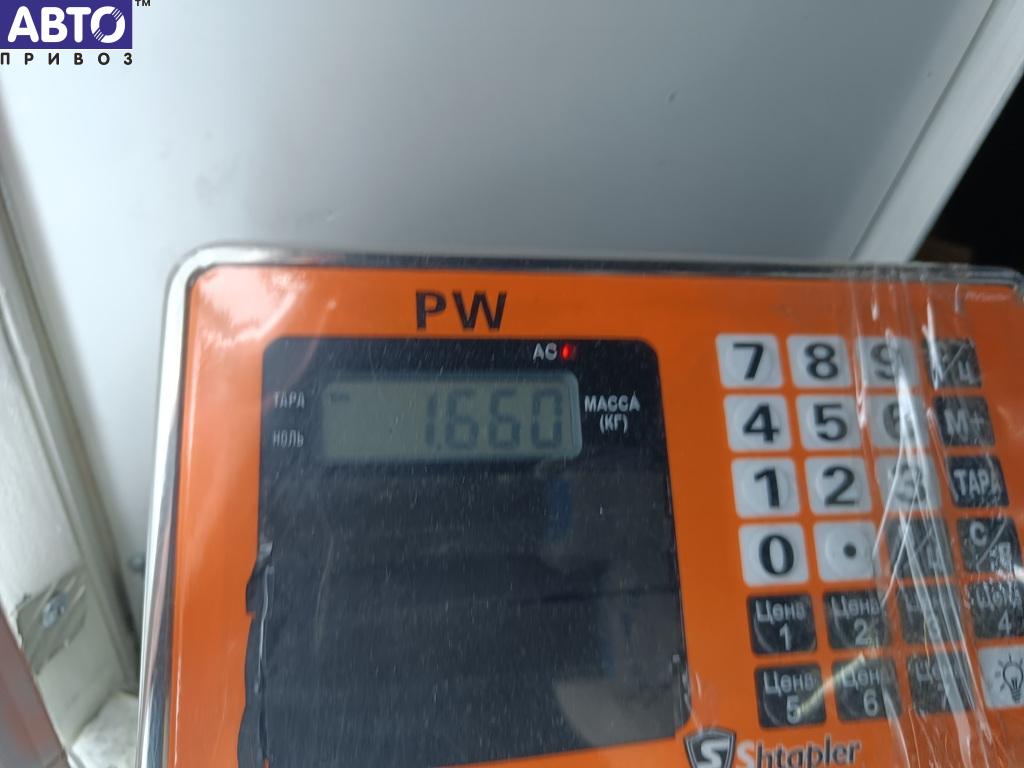 АВТО™
ПРИВОЗ
PW
AC
ТАРА
НОЛЬ
1.660
МАССА
(КГ)
7 8 9
4 5 6 M+
1 2 3 ТАРА
0 • С
Цена 1
Цена 2
Цена 4
Цена 5
Цена 6
Shtapler